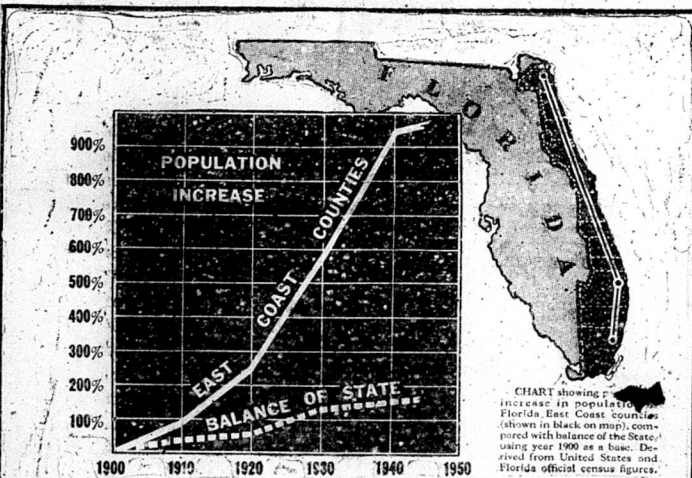 FLORIDA
900%
800%
700%
600%
500%
400%
300%
200%
100%
POPULATION
INCREASE
EAST COAST COUNTIES
BALANCE OF STATE
1900 1910 1920 1930 1940 1950
CHART showing
increase in population
Florida East Coast counties
(shown in black on map), com-
pared with balance of the State,
using year 1900 as a base. De-
rived from United States and
Florida official census figures.